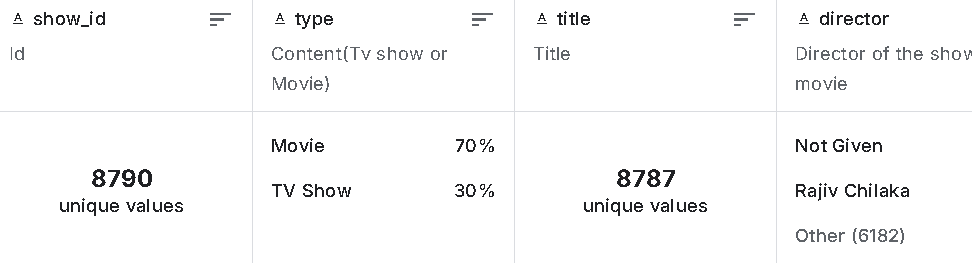 A show_id
Id
A type
Content(Tv show or
Movie)
A title
Title
A director
Director of the show
movie
8790
unique values
Movie 70%
TV Show 30%
8787
unique values
Not Given
Rajiv Chilaka
Other (6182)